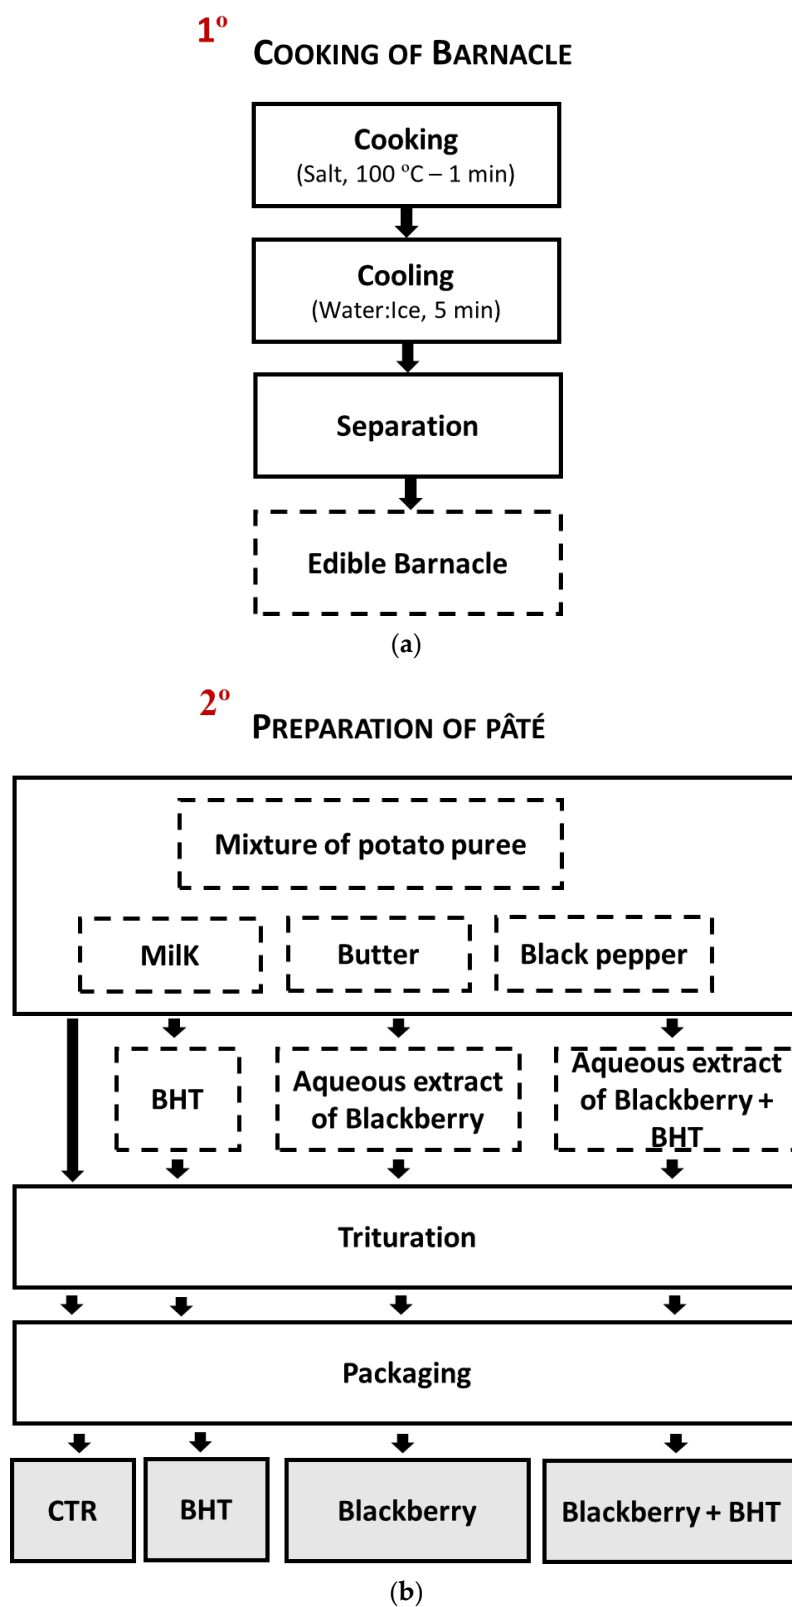 1º
COOKING OF BARNACLE
Cooking
(Salt, 100 ºC – 1 min)
Cooling
(Water:Ice, 5 min)
Separation
Edible Barnacle
(a)
2º
PREPARATION OF PÂTÉ
Mixture of potato puree
MilK
Butter
Black pepper
BHT
Aqueous extract
of Blackberry
Aqueous extract
of Blackberry +
BHT
Trituration
Packaging
CTR
BHT
Blackberry
Blackberry + BHT
(b)